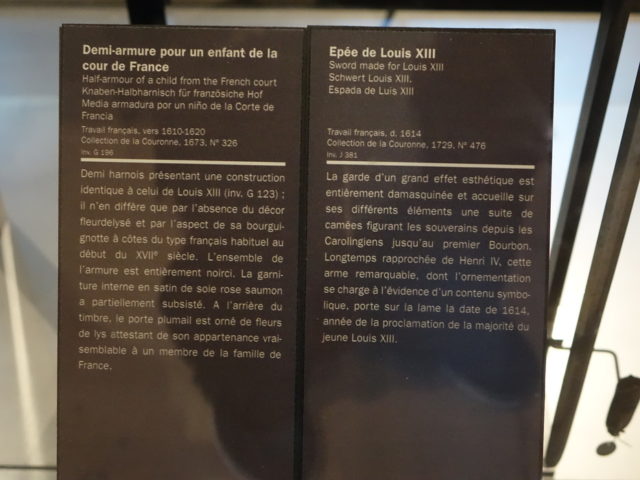 Demi-armure pour un enfant de la
cour de France
Half-armour of a child from the French court
Knaben-Halbharnisch für französiche Hof
Media armadura por un niño de la Corte de
Francia
Travail français, vers 1610-1620
Collection de la Couronne, 1673, N° 326
Inv. G 196
Demi harnois présentant une construction
identique à celui de Louis XIII (inv. G 123) ;
il n'en diffère que par l'absence du décor
fleurdelysé et par l'aspect de sa bourgui-
gnotte à côtes du type français habituel au
début du XVIIe siècle. L'ensemble de
l'armure est entièrement noirci. La garni-
ture interne en satin de soie rose saumon
a partiellement subsisté. A l'arrière du
timbre, le porte plumail est orné de fleurs
de lys attestant de son appartenance vrai-
semblable à un membre de la famille de
France.
Epée de Louis XIII
Sword made for Louis XIII
Schwert Louis XIII.
Espada de Luis XIII
Travail français, d. 1614
Collection de la Couronne, 1729, N° 476
Inv. J 381
La garde d'un grand effet esthétique est
entièrement damasquinée et accueille sur
ses différents éléments une suite de
camées figurant les souverains depuis les
Carolingiens jusqu'au premier Bourbon.
Longtemps rapprochée de Henri IV, cette
arme remarquable, dont l'ornementation
se charge à l'évidence d'un contenu symbo-
lique, porte sur la lame la date de 1614,
année de la proclamation de la majorité du
jeune Louis XIII.